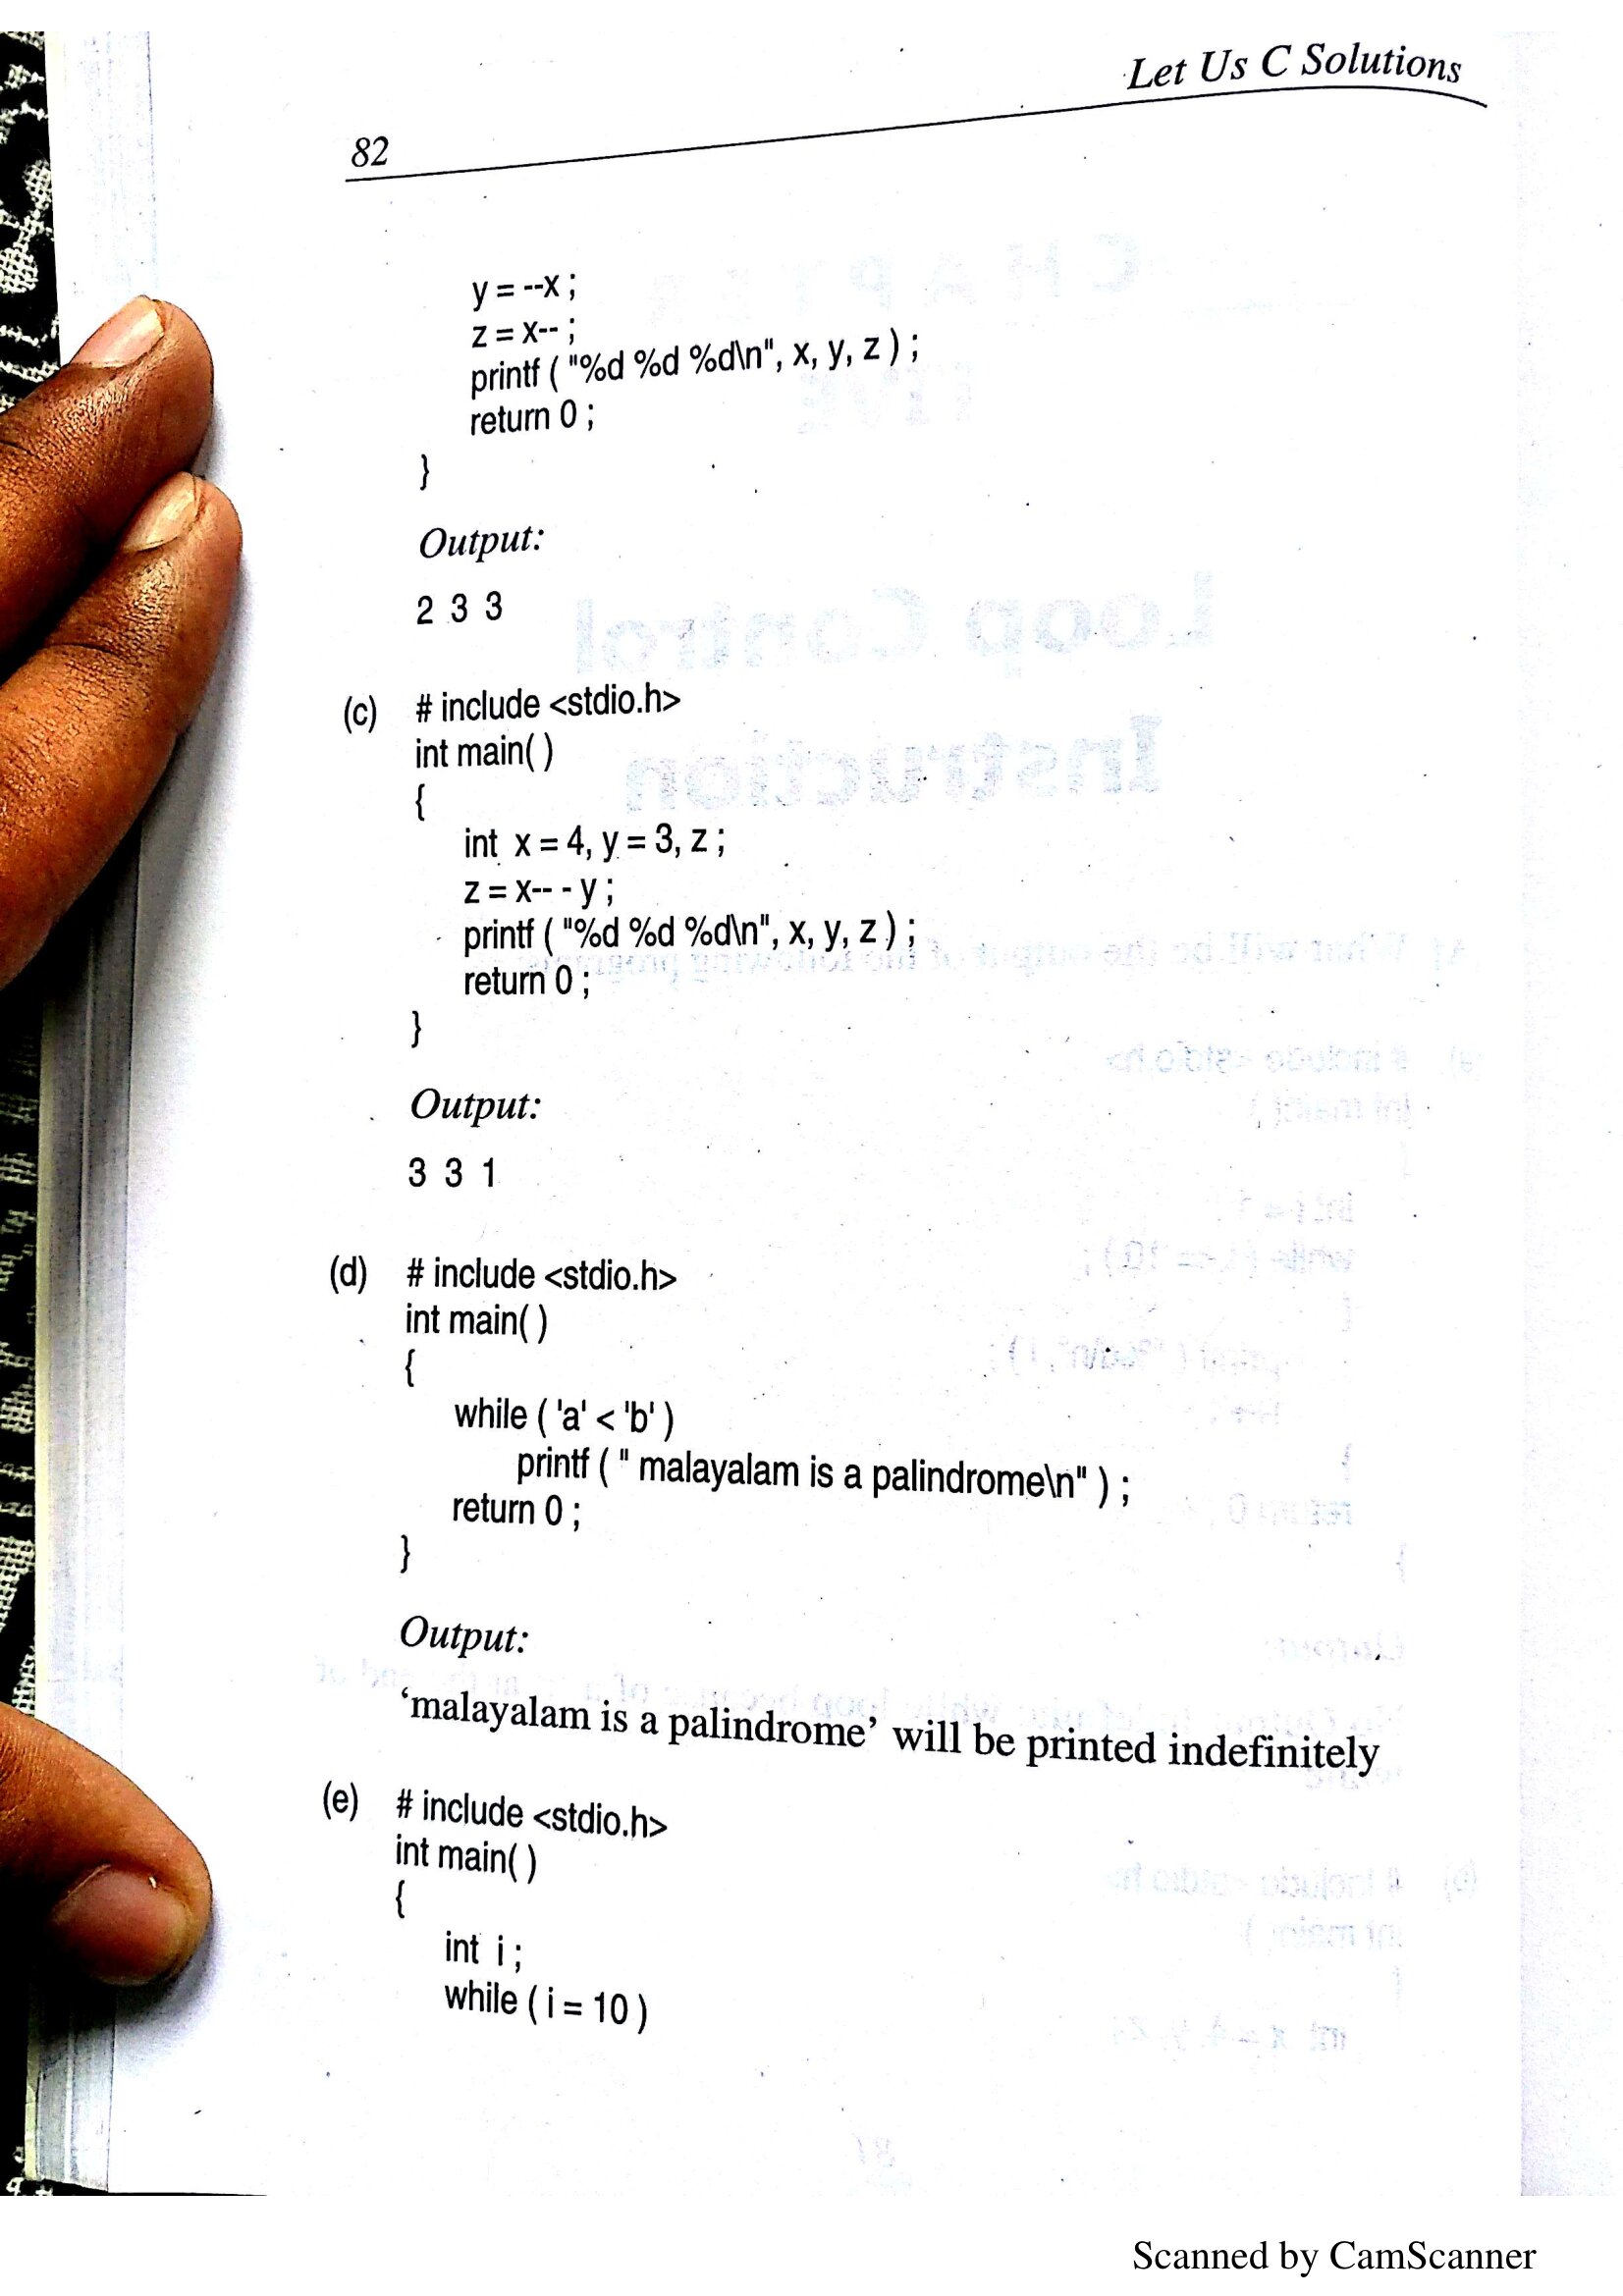 Let Us C Solutions
82
y = --x ;
z = x-- ;
printf ( "%d %d %d\n", x, y, z ) ;
return 0 ;
}
Output:
2 3 3
(c) # include <stdio.h>
int main( )
{
int x = 4, y = 3, z ;
z = x-- - y ;
printf ( "%d %d %d\n", x, y, z ) ;
return 0 ;
}
Output:
3 3 1
(d) # include <stdio.h>
int main( )
{
while ( 'a' < 'b' )
printf ( " malayalam is a palindrome\n" ) ;
return 0 ;
}
Output:
‘malayalam is a palindrome’ will be printed indefinitely
(e) # include <stdio.h>
int main( )
{
int i ;
while ( i = 10 )
Scanned by CamScanner